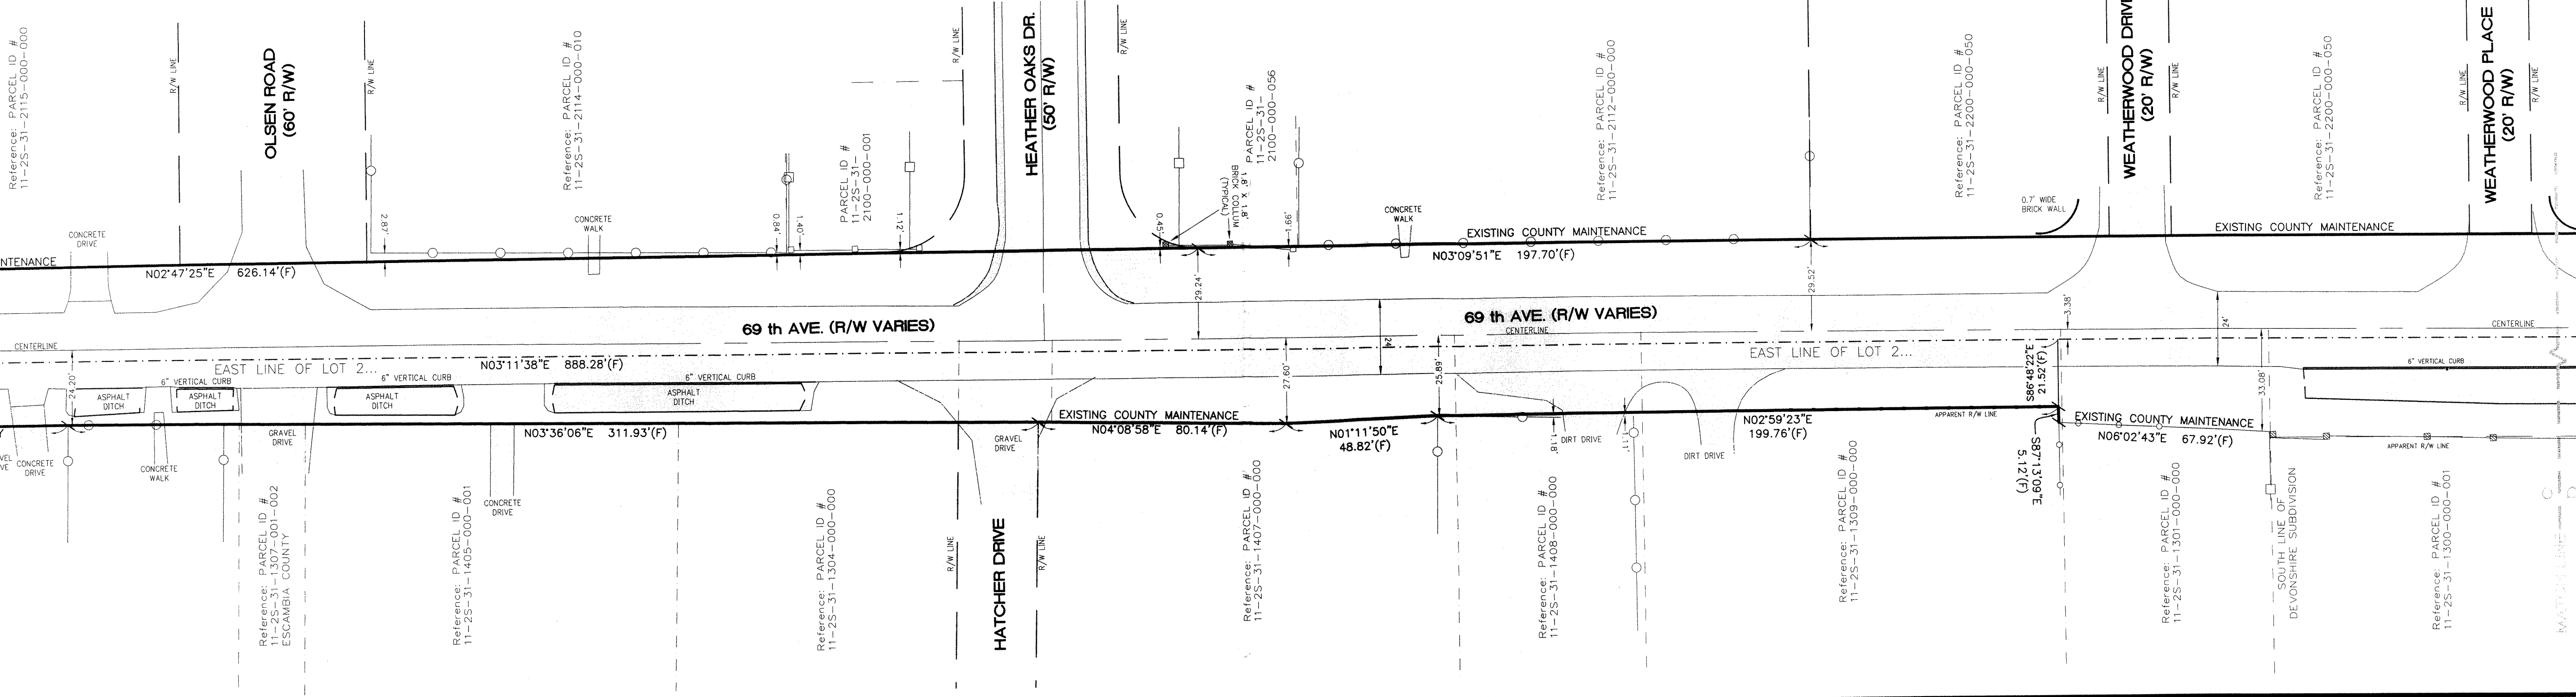 Reference: PARCEL ID #
11-2S-31-2115-000-000
R/W LINE
OLSEN ROAD
(60' R/W)
R/W LINE
Reference: PARCEL ID #
11-2S-31-2114-000-010
PARCEL ID #
11-2S-31-
2100-000-001
R/W LINE
HEATHER OAKS DR.
(50' R/W)
R/W LINE
PARCEL ID #
11-2S-31-
2100-000-056
1.8' X 1.8'
BRICK COLLUM
(TYPICAL)
Reference: PARCEL ID #
11-2S-31-2112-000-000
Reference: PARCEL ID #
11-2S-31-2200-000-050
R/W LINE
WEATHERWOOD DRIVE
(20' R/W)
R/W LINE
Reference: PARCEL ID #
11-2S-31-2200-000-050
R/W LINE
WEATHERWOOD PLACE
(20' R/W)
R/W LINE
CONCRETE
DRIVE
2.87'
CONCRETE
WALK
0.84'
1.40'
1.12'
0.45'
1.66'
CONCRETE
WALK
0.7' WIDE
BRICK WALL
EXISTING COUNTY MAINTENANCE
EXISTING COUNTY MAINTENANCE
NTENANCE
N02°47'25"E 626.14'(F)
N03°09'51"E 197.70'(F)
29.24'
29.52'
3.38'
24'
24'
69 th AVE. (R/W VARIES)
69 th AVE. (R/W VARIES)
CENTERLINE
CENTERLINE
CENTERLINE
EAST LINE OF LOT 2...
N03°11'38"E 888.28'(F)
EAST LINE OF LOT 2...
24.20'
6" VERTICAL CURB
6" VERTICAL CURB
6" VERTICAL CURB
6" VERTICAL CURB
ASPHALT
DITCH
ASPHALT
DITCH
ASPHALT
DITCH
ASPHALT
DITCH
27.60'
25.89'
S86°48'22"E
21.52'(F)
33.08'
EXISTING COUNTY MAINTENANCE
APPARENT R/W LINE
EXISTING COUNTY MAINTENANCE
GRAVEL
DRIVE
N03°36'06"E 311.93'(F)
GRAVEL
DRIVE
N04°08'58"E 80.14'(F)
N01°11'50"E
48.82'(F)
1.18'
DIRT DRIVE
1.11'
DIRT DRIVE
N02°59'23"E
199.76'(F)
S87°13'09"E
5.12'(F)
N06°02'43"E 67.92'(F)
APPARENT R/W LINE
CONCRETE
DRIVE
CONCRETE
WALK
CONCRETE
DRIVE
Reference: PARCEL ID #
11-2S-31-1307-001-002
ESCAMBIA COUNTY
Reference: PARCEL ID #
11-2S-31-1405-000-001
Reference: PARCEL ID #
11-2S-31-1304-000-000
R/W LINE
HATCHER DRIVE
R/W LINE
Reference: PARCEL ID #
11-2S-31-1407-000-000
Reference: PARCEL ID #
11-2S-31-1408-000-000
Reference: PARCEL ID #
11-2S-31-1309-000-000
Reference: PARCEL ID #
11-2S-31-1301-000-000
SOUTH LINE OF
DEVONSHIRE SUBDIVISION
Reference: PARCEL ID #
11-2S-31-1300-000-001